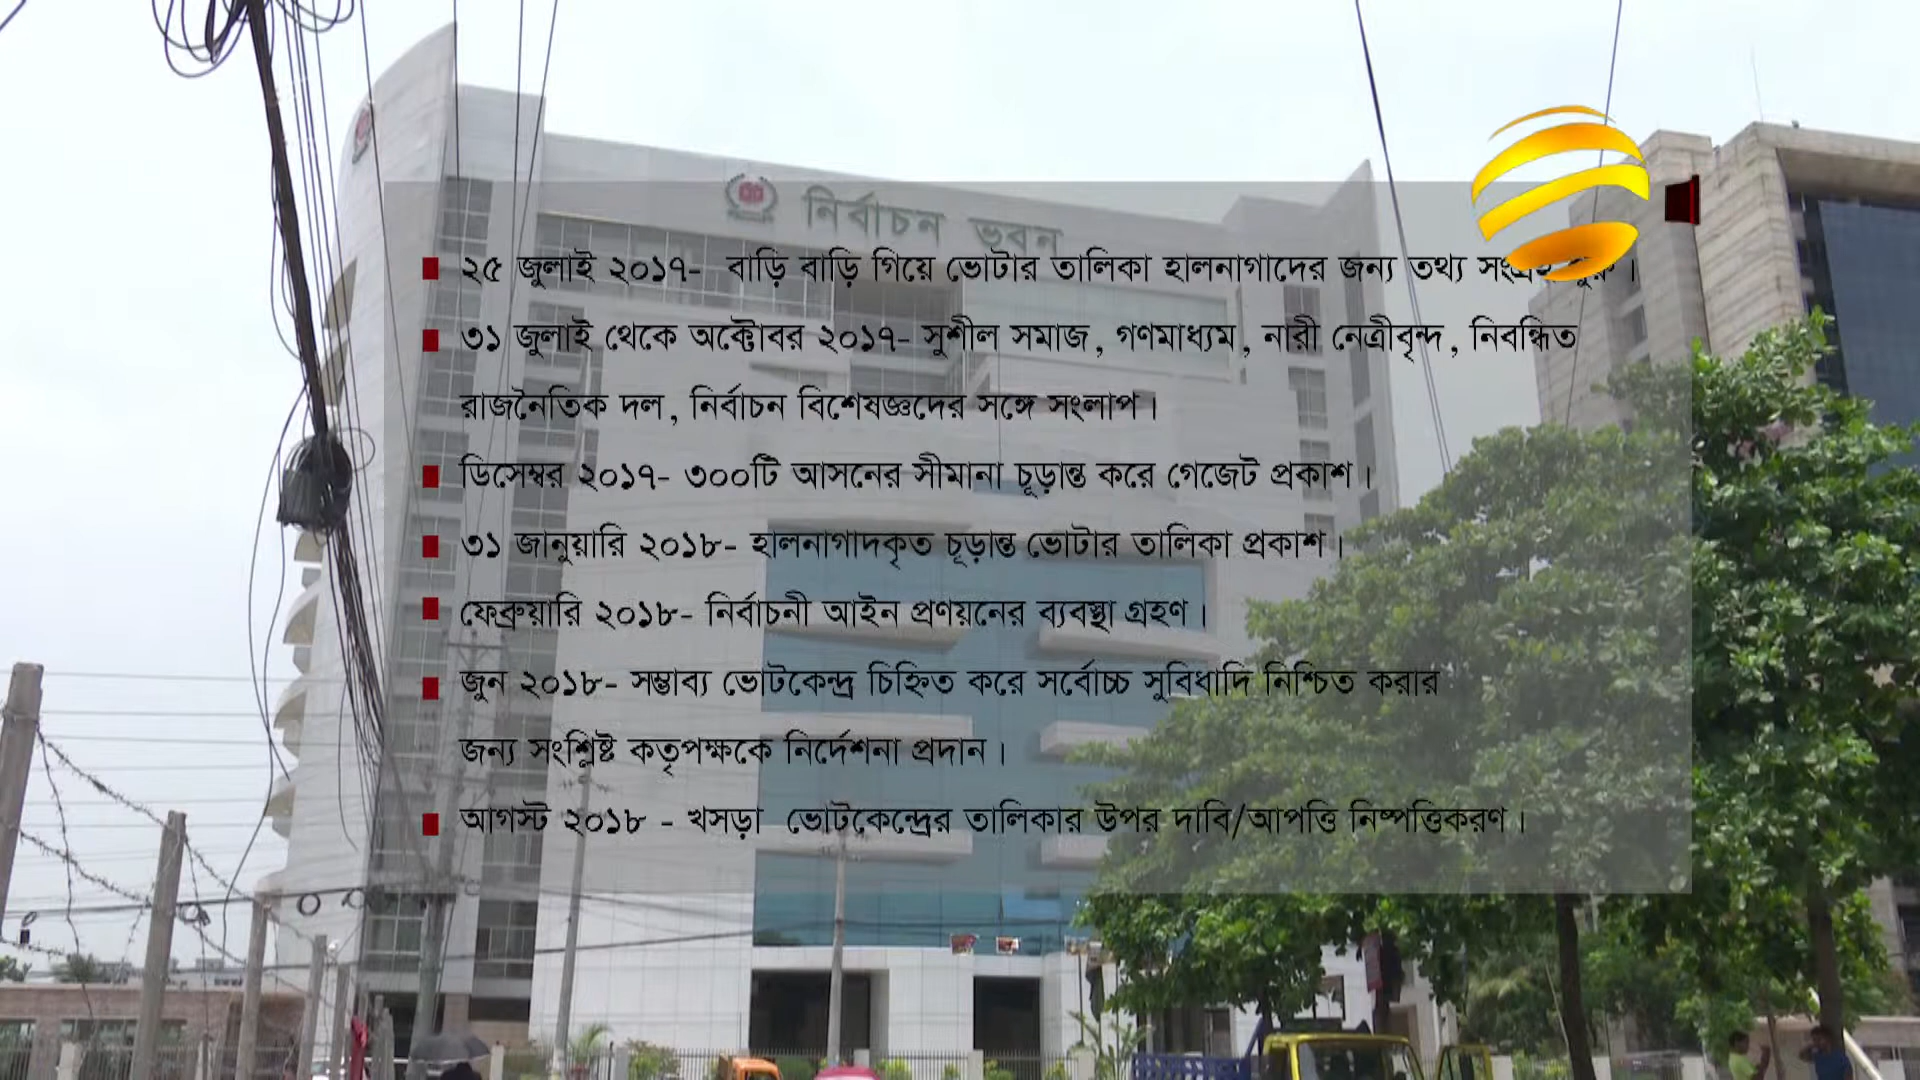 নির্বাচন ভবন
২৫ জুলাই ২০১৭- বাড়ি বাড়ি গিয়ে ভোটার তালিকা হালনাগাদের জন্য তথ্য
৩১ জুলাই থেকে অক্টোবর ২০১৭- সুশীল সমাজ, গণমাধ্যম, নারী নেত্রীবৃন্দ, নিবন্ধিত
রাজনৈতিক দল, নির্বাচন বিশেষজ্ঞদের সঙ্গে সংলাপ।
ডিসেম্বর ২০১৭- ৩০০টি আসনের সীমানা চূড়ান্ত করে গেজেট প্রকাশ।
৩১ জানুয়ারি ২০১৮- হালনাগাদকৃত চূড়ান্ত ভোটার তালিকা প্রকাশ।
ফেব্রুয়ারি ২০১৮- নির্বাচনী আইন প্রণয়নের ব্যবস্থা গ্রহণ।
জুন ২০১৮- সম্ভাব্য ভোটকেন্দ্র চিহ্নিত করে সর্বোচ্চ সুবিধাদি নিশ্চিত করার
জন্য সংশ্লিষ্ট কতৃপক্ষকে নির্দেশনা প্রদান।
আগস্ট ২০১৮ - খসড়া ভোটকেন্দ্রের তালিকার উপর দাবি/আপত্তি নিষ্পত্তিকরণ।